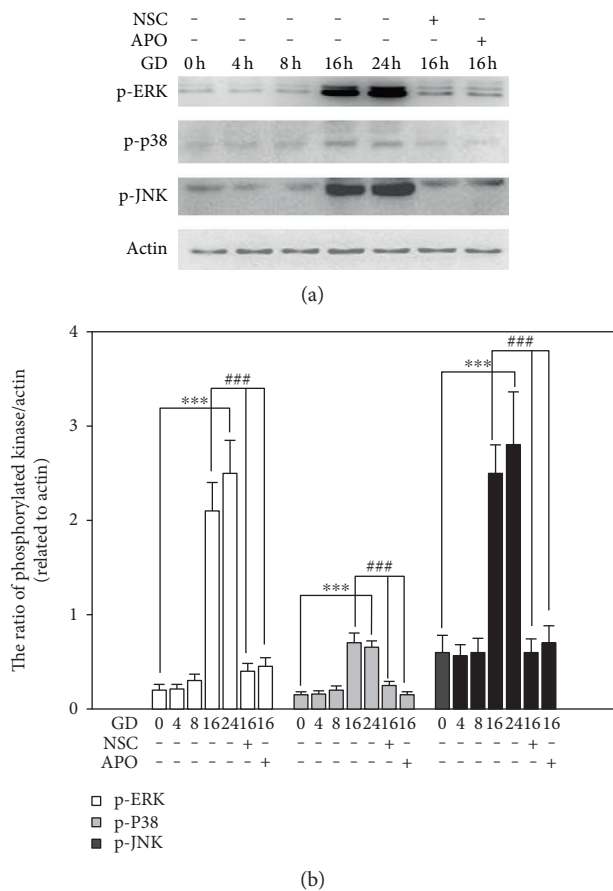 NSC – – – – – + –
APO – – – – – – +
GD 0 h 4 h 8 h 16 h 24 h 16 h 16 h
p-ERK
p-p38
p-JNK
Actin
(a)
The ratio of phosphorylated kinase/actin
(related to actin)
4
3
2
1
0
*** ###
*** ###
*** ###
GD 0 4 8 16 24 16 16 0 4 8 16 24 16 16 0 4 8 16 24 16 16
NSC – – – – – + – – – – – – + – – – – – – + –
APO – – – – – – + – – – – – – + – – – – – – +
p-ERK
p-P38
p-JNK
(b)